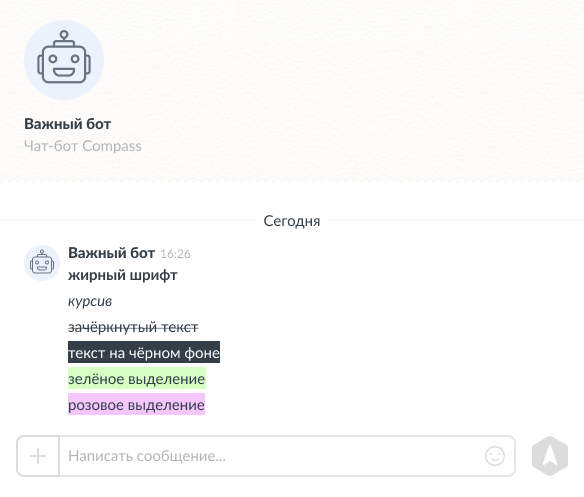 Важный бот
Чат-бот Compass
Сегодня
Важный бот 16:26
жирный шрифт
курсив
зачёркнутый текст
текст на чёрном фоне
зелёное выделение
розовое выделение
Написать сообщение...